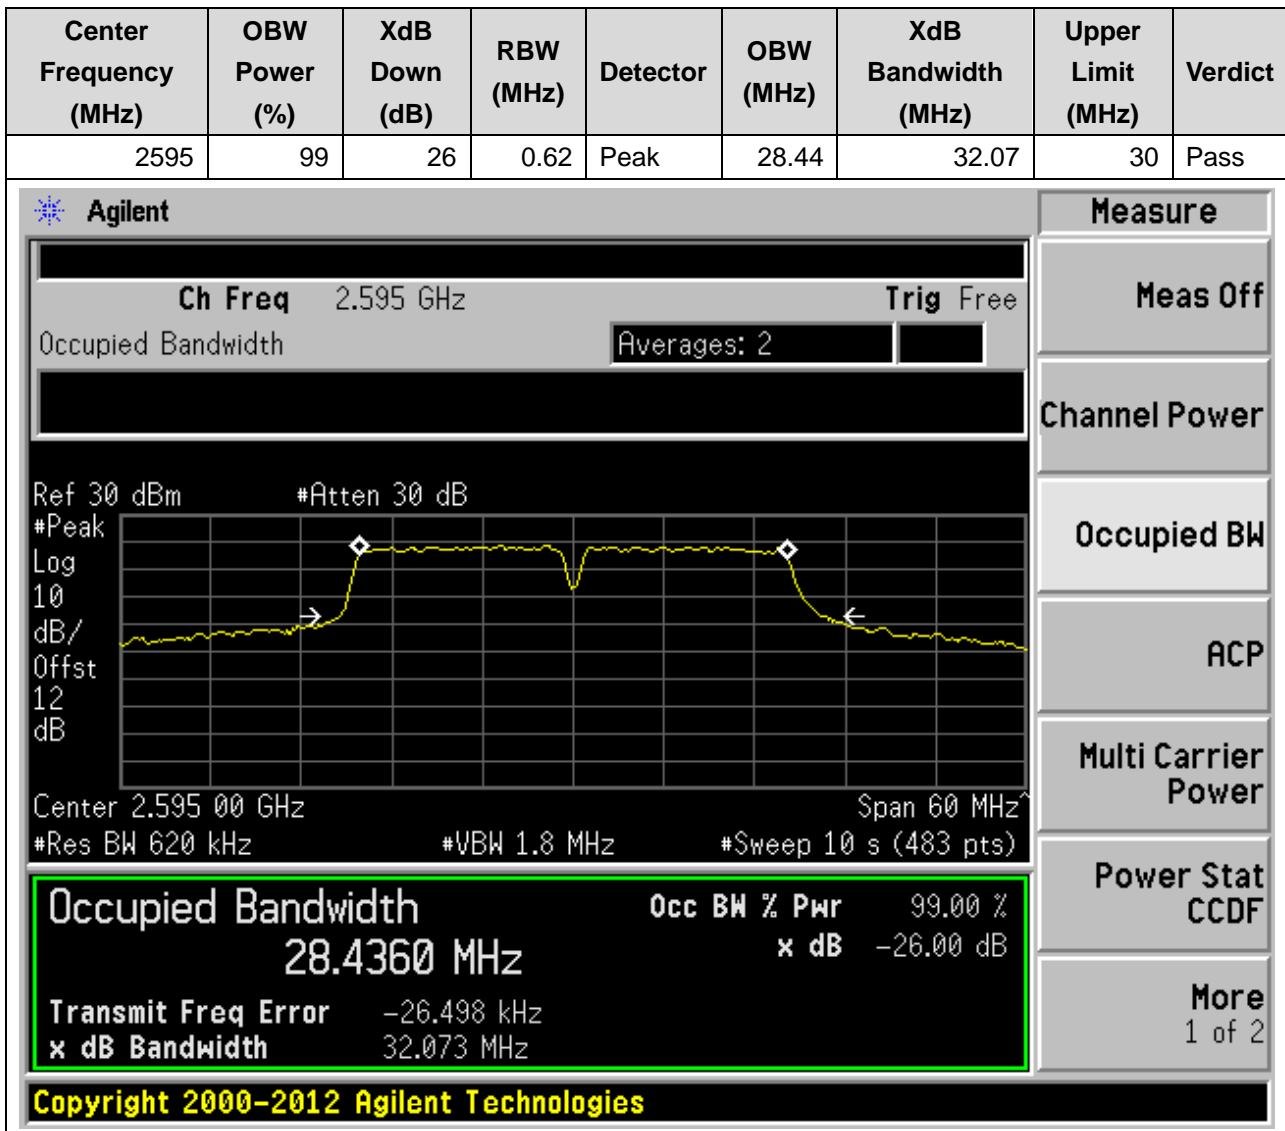 Center Frequency (MHz) OBW Power (%) XdB Down (dB) RBW (MHz) Detector OBW (MHz) XdB Bandwidth (MHz) Upper Limit (MHz) Verdict
2595 99 26 0.62 Peak 28.44 32.07 30 Pass
Agilent
Measure
Ch Freq 2.595 GHz Trig Free
Occupied Bandwidth Averages: 2
Meas Off
Channel Power
Occupied BW
ACP
Multi Carrier
Power
Power Stat
CCDF
More
1 of 2
Ref 30 dBm #Atten 30 dB
#Peak
Log
10
dB/
Offst
12
dB
Center 2.595 00 GHz Span 60 MHz^
#Res BW 620 kHz #VBW 1.8 MHz #Sweep 10 s (483 pts)
Occupied Bandwidth
28.4360 MHz
Occ BW % Pwr 99.00 %
x dB -26.00 dB
Transmit Freq Error -26.498 kHz
x dB Bandwidth 32.073 MHz
Copyright 2000-2012 Agilent Technologies